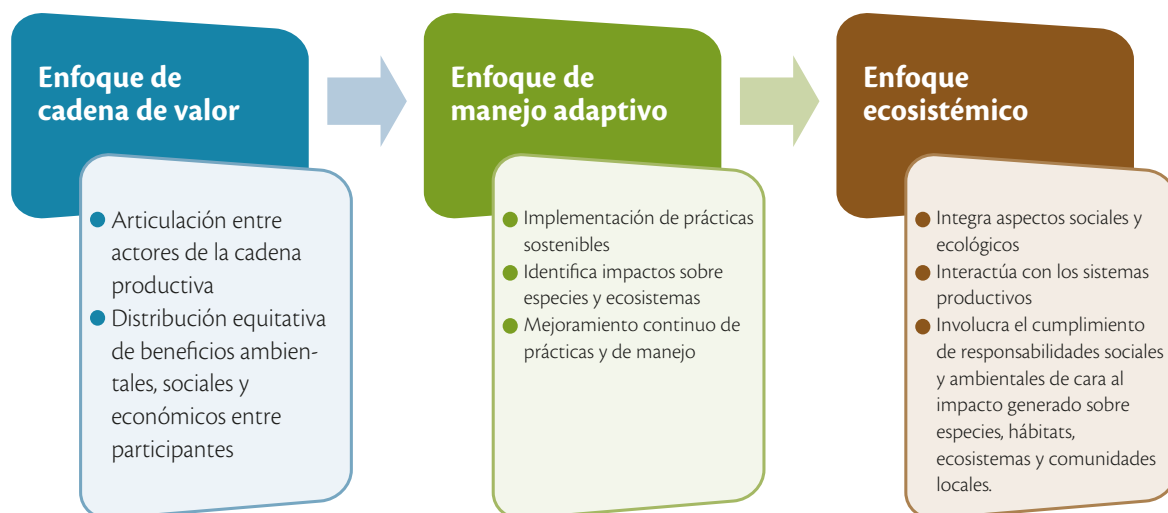 Enfoque de
cadena de valor
Articulación entre
actores de la cadena
productiva
Distribución equitativa
de beneficios ambien-
tales, sociales y
económicos entre
participantes
Enfoque de
manejo adaptivo
Implementación de prácticas
sostenibles
Identifica impactos sobre
especies y ecosistemas
Mejoramiento continuo de
prácticas y de manejo
Enfoque
ecosistémico
Integra aspectos sociales y
ecológicos
Interactúa con los sistemas
productivos
Involucra el cumplimiento
de responsabilidades sociales
y ambientales de cara al
impacto generado sobre
especies, hábitats,
ecosistemas y comunidades
locales.